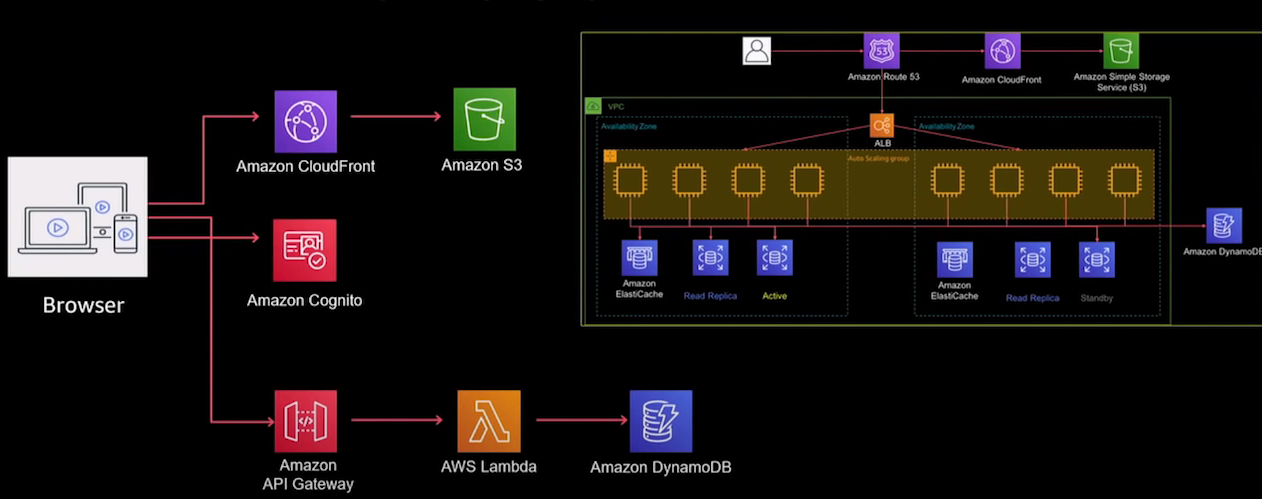 Amazon CloudFront
Amazon S3
Browser
Amazon Cognito
Amazon
API Gateway
AWS Lambda
Amazon DynamoDB
53
Amazon Route 53
Amazon CloudFront
Amazon Simple Storage
Service (S3)
VPC
Availability Zone
ALB
Availability Zone
Auto Scaling group
Amazon
ElastiCache
Read Replica
Active
Amazon
ElastiCache
Read Replica
Standby
Amazon DynamoDB